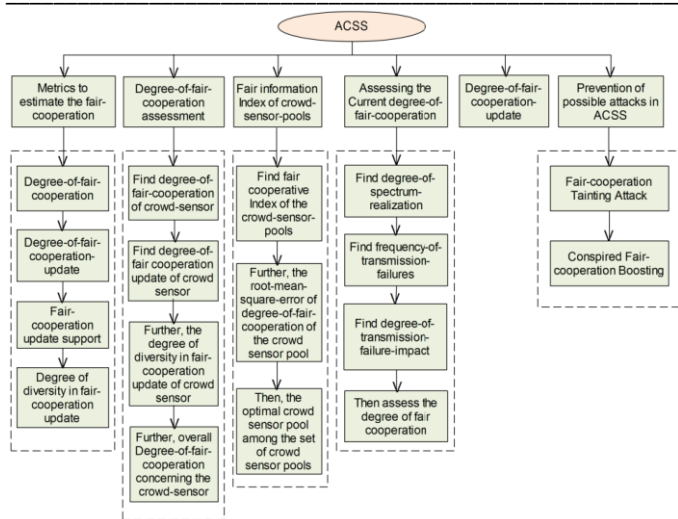 ACSS
Metrics to
estimate the fair-
cooperation
Degree-of-fair-
cooperation
assessment
Fair information
Index of crowd-
sensor-pools
Assessing the
Current degree-of-
fair-cooperation
Degree-of-fair-
cooperation-
update
Prevention of
possible attacks in
ACSS
Degree-of-fair-
cooperation
Degree-of-fair-
cooperation-
update
Fair-
cooperation
update support
Degree of
diversity in fair-
cooperation
update
Find degree-of-
fair-cooperation
of crowd-sensor
Find degree-of-
fair cooperation
update of crowd
sensor
Further, the
degree of
diversity in fair-
cooperation
update of crowd
sensor
Further, overall
Degree-of-fair-
cooperation
concerning the
crowd-sensor
Find fair
cooperative
Index of the
crowd-sensor-
pools
Further, the
root-mean-
square-error of
degree-of-fair-
cooperation of
the crowd
sensor pool
Then, the
optimal crowd
sensor pool
among the set
of crowd
sensor pools
Find degree-of-
spectrum-
realization
Find frequency-of-
transmission-
failures
Find degree-of-
transmission-
failure-impact
Then assess the
degree of fair
cooperation
Fair-cooperation
Tainting Attack
Conspired Fair-
cooperation Boosting